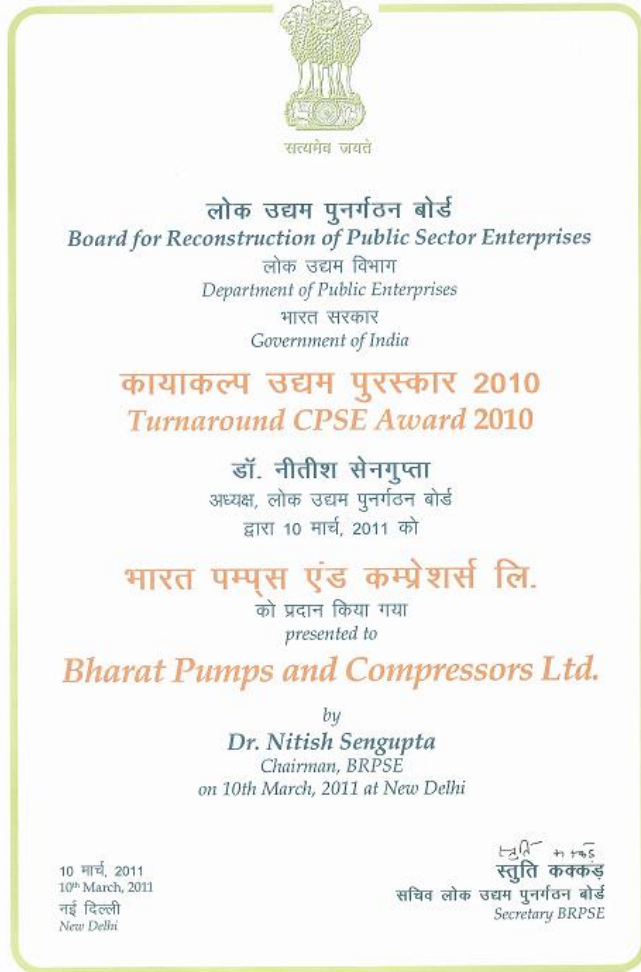 सत्यमेव जयते
लोक उद्यम पुनर्गठन बोर्ड
Board for Reconstruction of Public Sector Enterprises
लोक उद्यम विभाग
Department of Public Enterprises
भारत सरकार
Government of India
कायाकल्प उद्यम पुरस्कार 2010
Turnaround CPSE Award 2010
डॉ. नीतीश सेनगुप्ता
अध्यक्ष, लोक उद्यम पुनर्गठन बोर्ड
द्वारा 10 मार्च, 2011 को
भारत पम्प्स एंड कम्प्रेशर्स लि.
को प्रदान किया गया
presented to
Bharat Pumps and Compressors Ltd.
by
Dr. Nitish Sengupta
Chairman, BRPSE
on 10th March, 2011 at New Delhi
10 मार्च, 2011
10th March, 2011
नई दिल्ली
New Delhi
स्तुति कक्कड़
सचिव लोक उद्यम पुनर्गठन बोर्ड
Secretary BRPSE